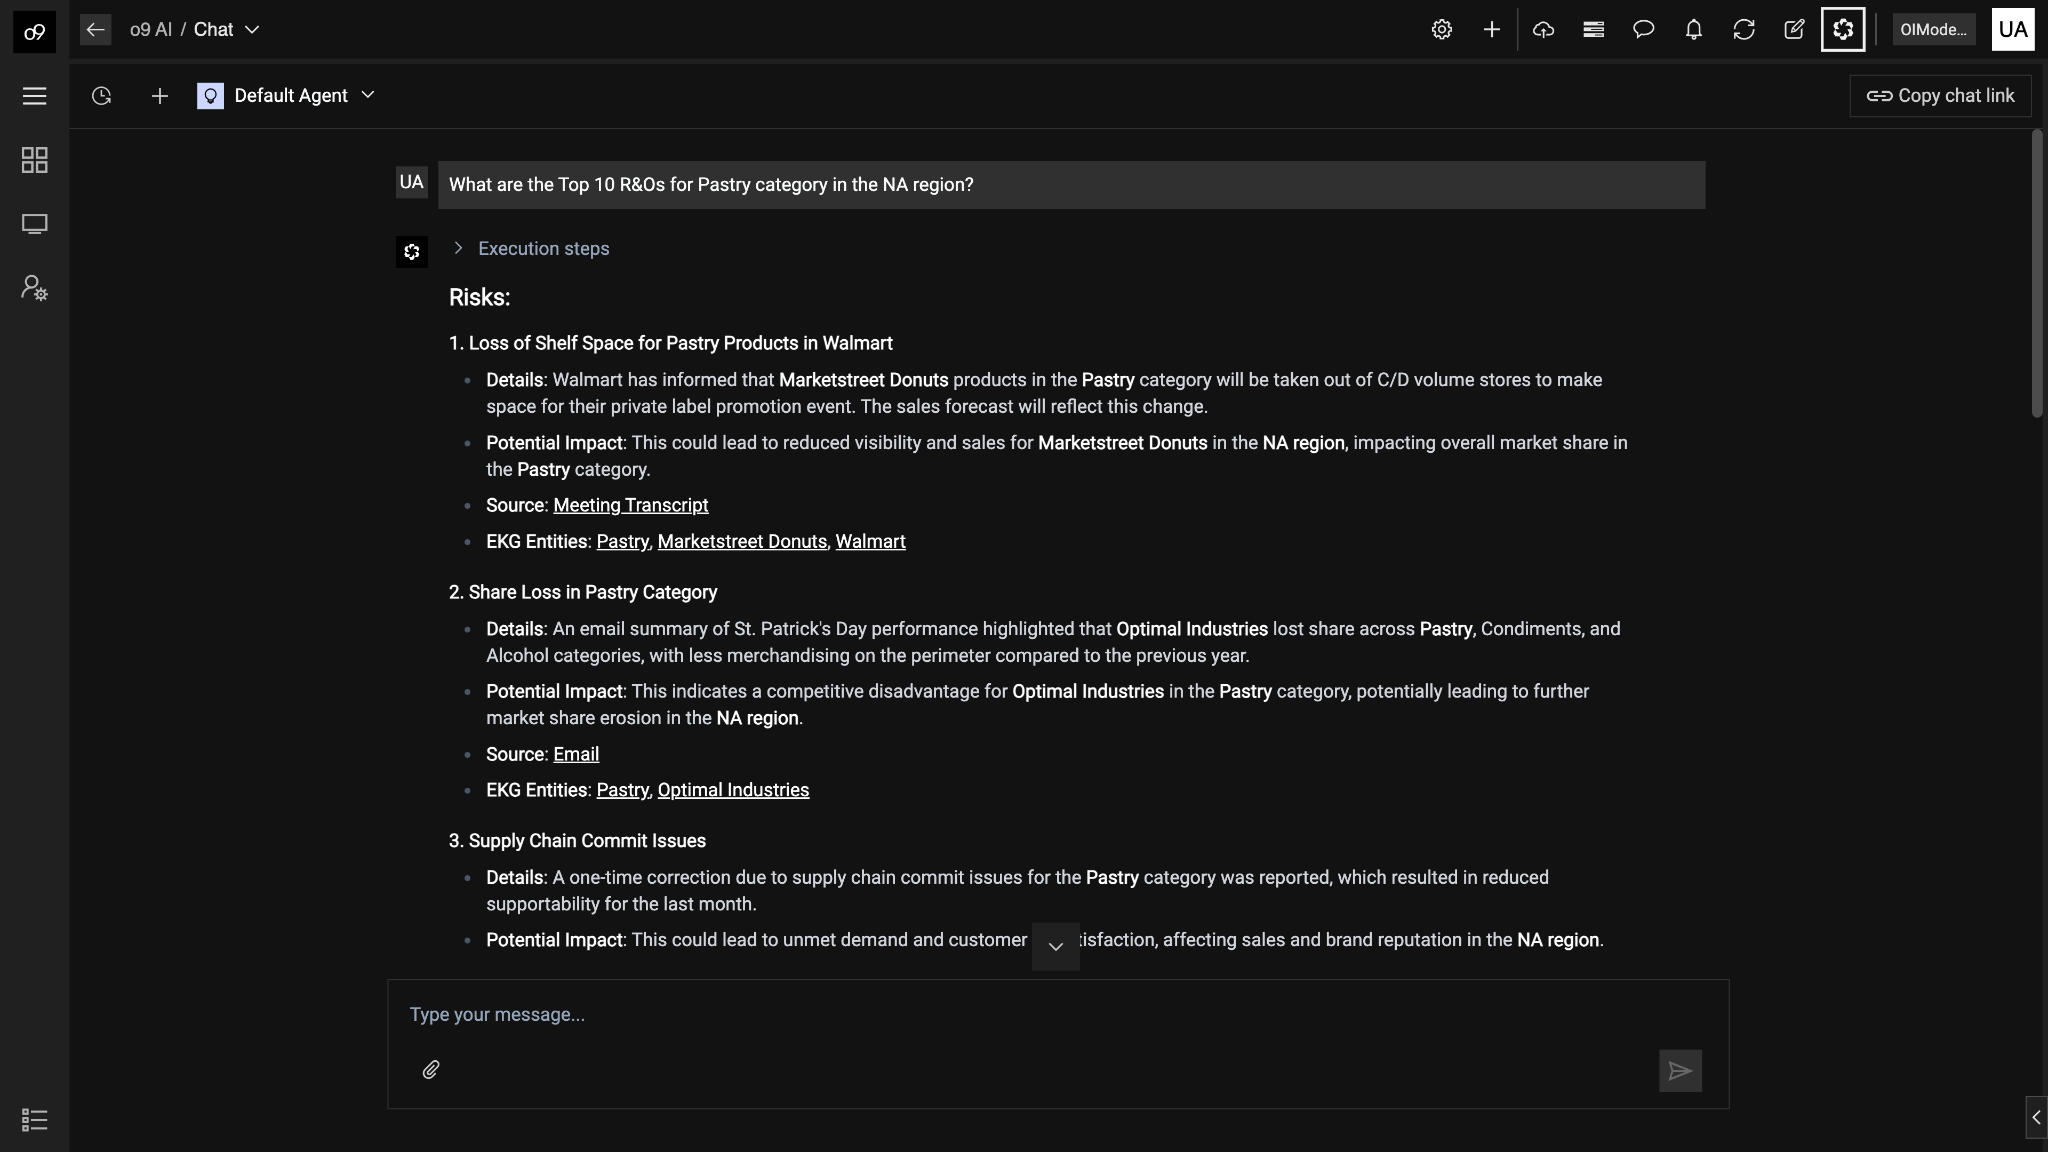 o9
o9 AI / Chat
OIMode...
UA
Default Agent
Copy chat link
UA
What are the Top 10 R&Os for Pastry category in the NA region?
Execution steps
Risks:
1. Loss of Shelf Space for Pastry Products in Walmart
Details: Walmart has informed that Marketstreet Donuts products in the Pastry category will be taken out of C/D volume stores to make
space for their private label promotion event. The sales forecast will reflect this change.
Potential Impact: This could lead to reduced visibility and sales for Marketstreet Donuts in the NA region, impacting overall market share in
the Pastry category.
Source: Meeting Transcript
EKG Entities: Pastry, Marketstreet Donuts, Walmart
2. Share Loss in Pastry Category
Details: An email summary of St. Patrick's Day performance highlighted that Optimal Industries lost share across Pastry, Condiments, and
Alcohol categories, with less merchandising on the perimeter compared to the previous year.
Potential Impact: This indicates a competitive disadvantage for Optimal Industries in the Pastry category, potentially leading to further
market share erosion in the NA region.
Source: Email
EKG Entities: Pastry, Optimal Industries
3. Supply Chain Commit Issues
Details: A one-time correction due to supply chain commit issues for the Pastry category was reported, which resulted in reduced
supportability for the last month.
Potential Impact: This could lead to unmet demand and customer tisfaction, affecting sales and brand reputation in the NA region.
Type your message...